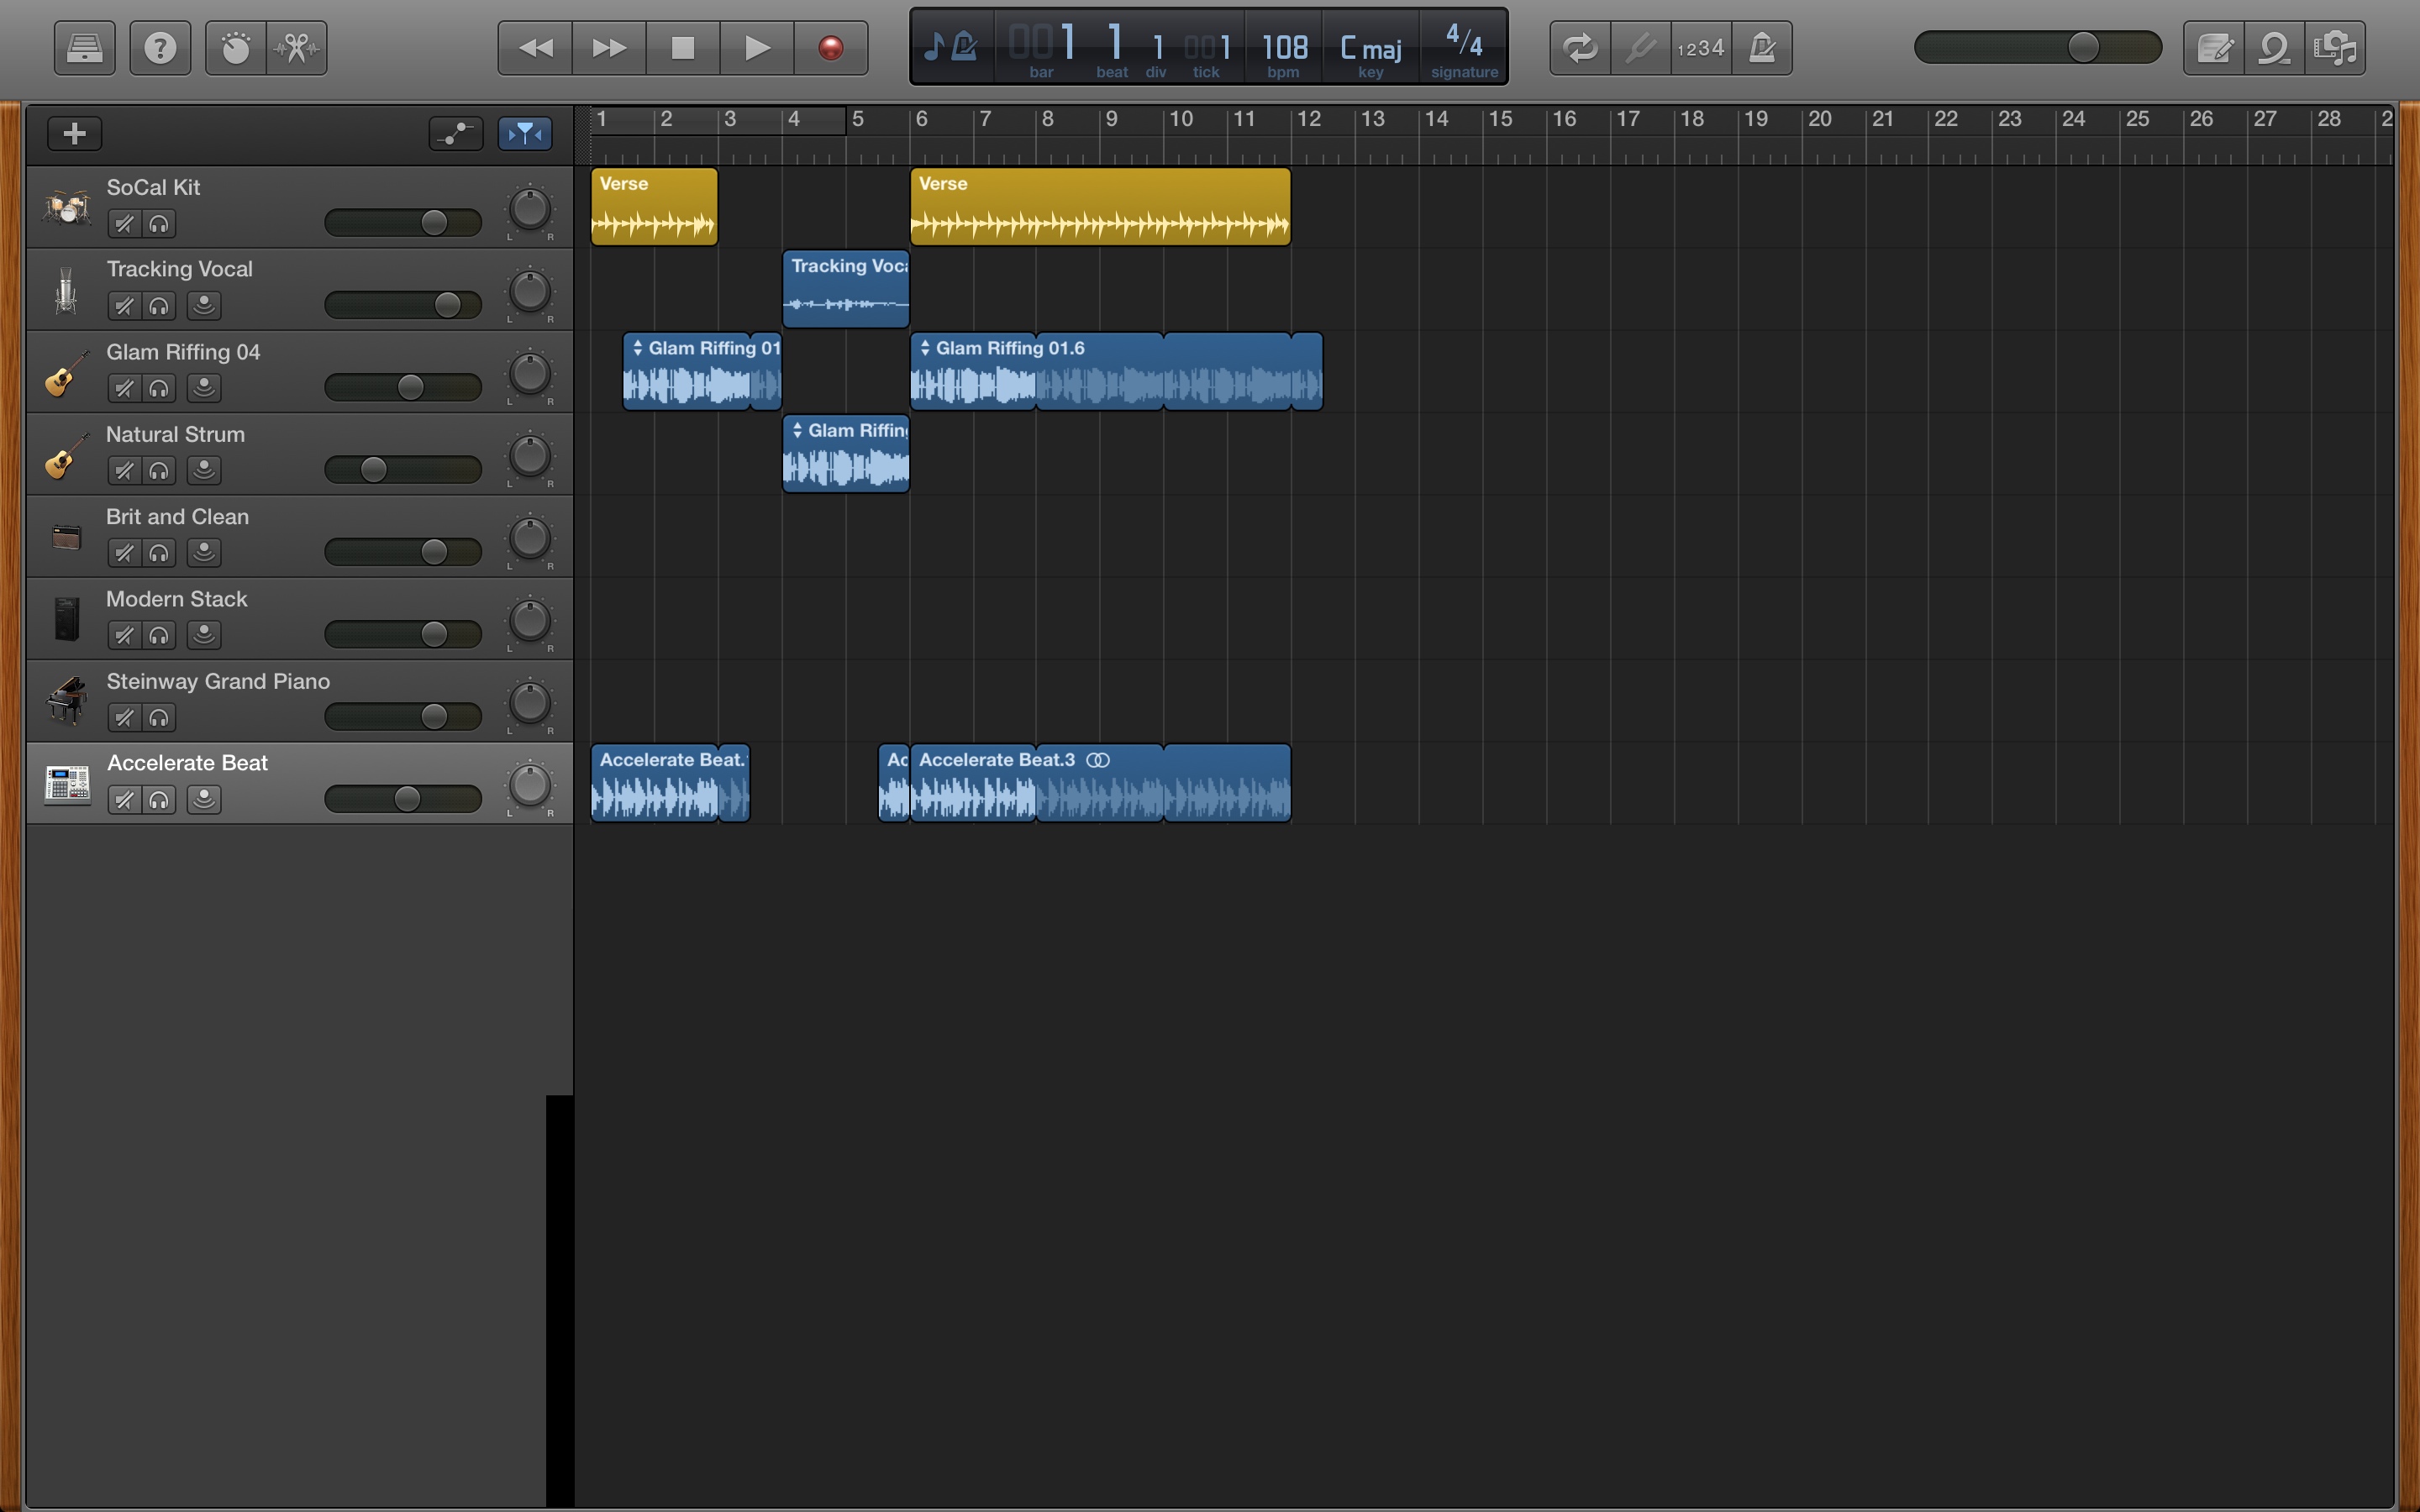 001 1 1 001 108 C maj 4/4
bar beat div tick bpm key signature
1234
1 2 3 4 5 6 7 8 9 10 11 12 13 14 15 16 17 18 19 20 21 22 23 24 25 26 27 28 2
SoCal Kit
L R
Verse
Verse
Tracking Vocal
L R
Tracking Voca
Glam Riffing 04
L R
Glam Riffing 01
Glam Riffing 01.6
Natural Strum
L R
Glam Riffing
Brit and Clean
L R
Modern Stack
L R
Steinway Grand Piano
L R
Accelerate Beat
L R
Accelerate Beat.
Ac
Accelerate Beat.3